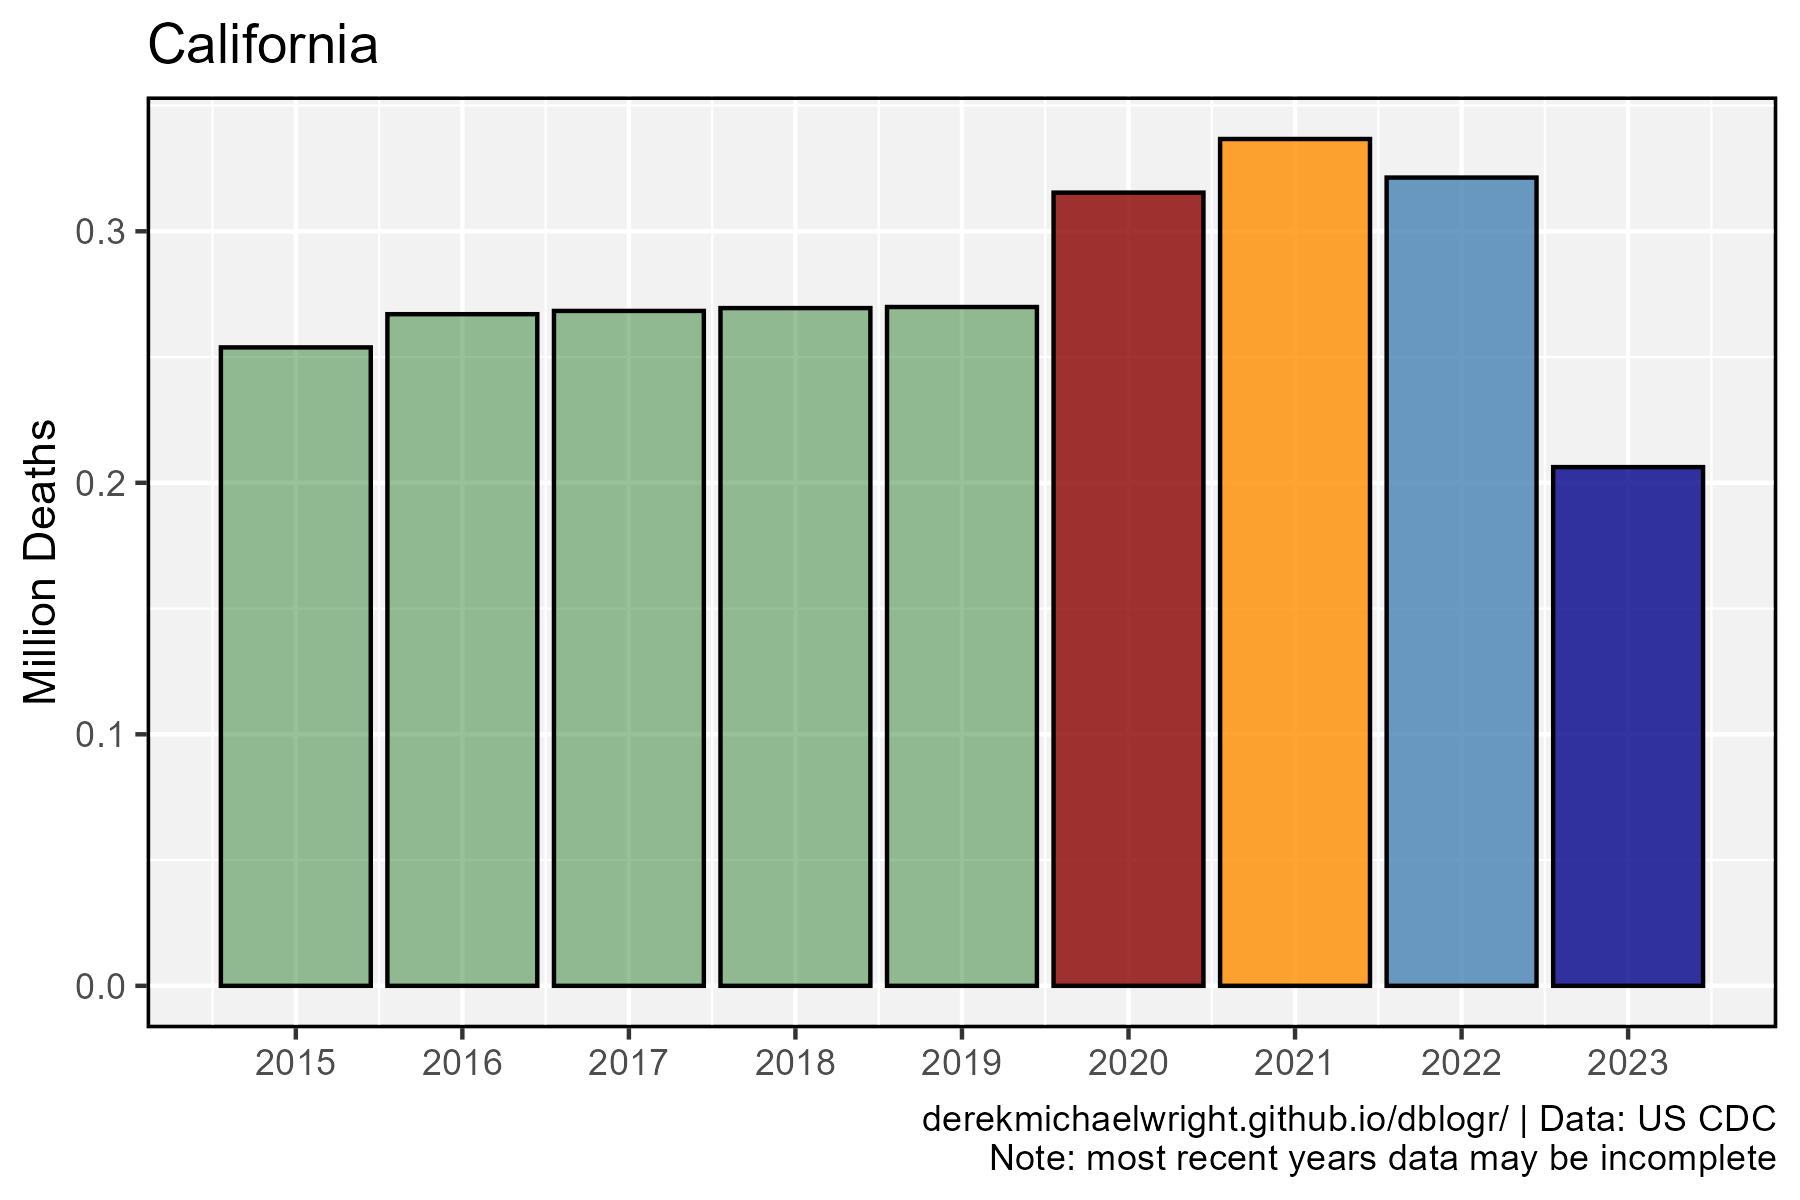 California
Million Deaths
0.3
0.2
0.1
0.0
2015 2016 2017 2018 2019 2020 2021 2022 2023
derekmichaelwright.github.io/dblogr/ | Data: US CDC
Note: most recent years data may be incomplete